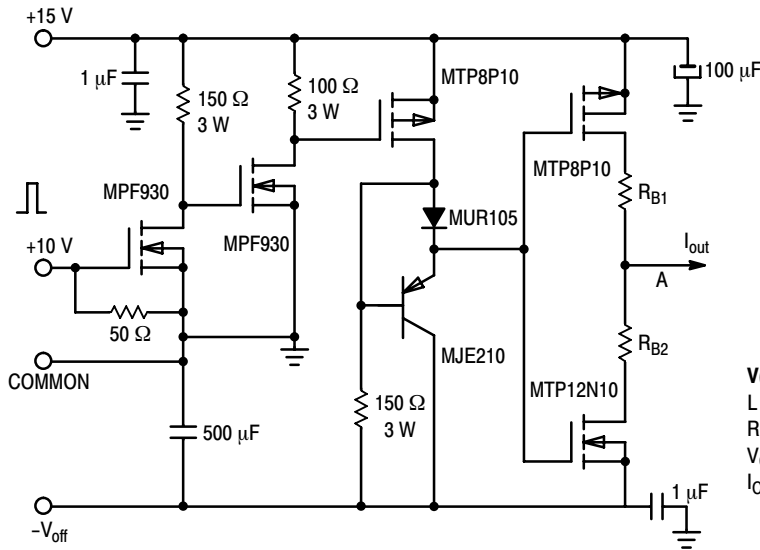 +15 V
1 μF
150 Ω
3 W
100 Ω
3 W
MTP8P10
100 μF
MPF930
MPF930
MTP8P10
R_B1
MUR105
+10 V
50 Ω
I_out
A
COMMON
MJE210
R_B2
MTP12N10
500 μF
150 Ω
3 W
1 μF
–V_off
L
R